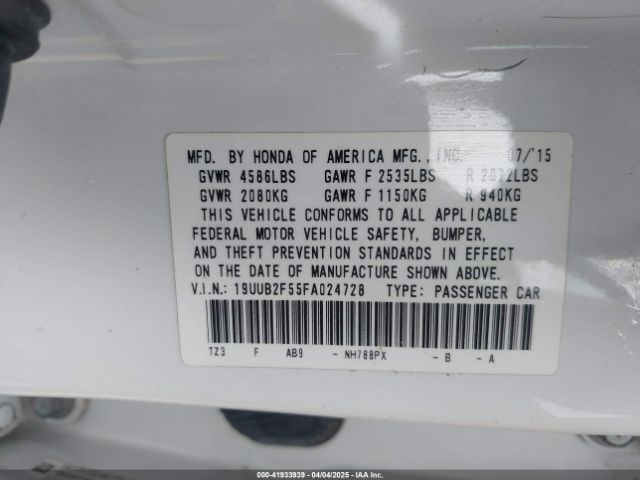 MFD. BY HONDA OF AMERICA MFG., INC. 07/'15
GVWR 4586LBS GAWR F 2535LBS R 2072LBS
GVWR 2080KG GAWR F 1150KG R 940KG
THIS VEHICLE CONFORMS TO ALL APPLICABLE
FEDERAL MOTOR VEHICLE SAFETY, BUMPER,
AND THEFT PREVENTION STANDARDS IN EFFECT
ON THE DATE OF MANUFACTURE SHOWN ABOVE.
V.I.N.: 19UUB2F55FA024728 TYPE: PASSENGER CAR
TZ3 F AB9 - NH788PX - B - A
000-41933939 / 04/04/2025 / IAAI.com